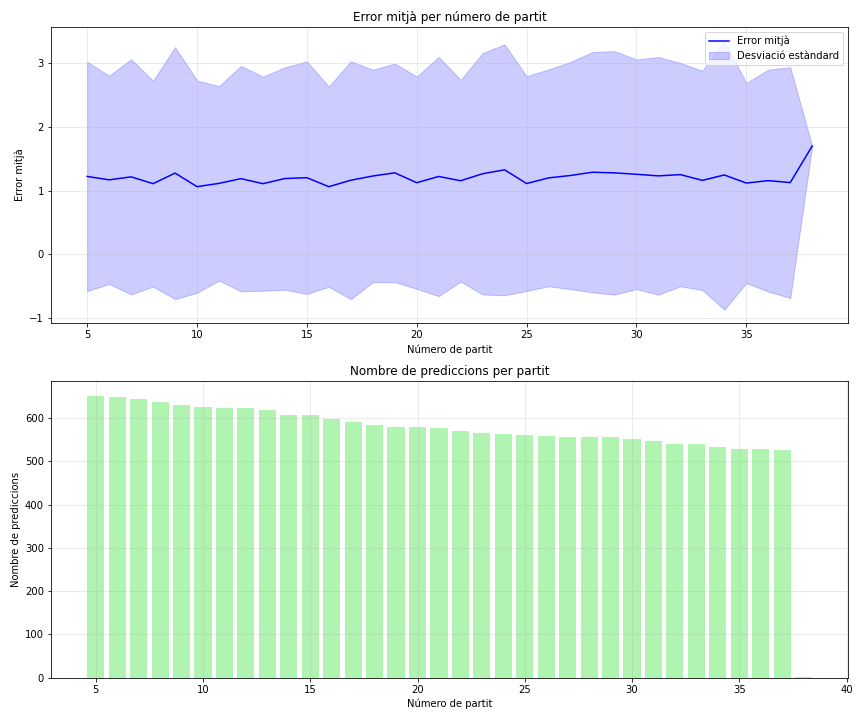 Error mitjà per número de partit
Error mitjà
Desviació estàndard
3
2
1
0
−1
Error mitjà
5 10 15 20 25 30 35
Número de partit
Nombre de prediccions per partit
600
500
400
300
200
100
0
Nombre de prediccions
5 10 15 20 25 30 35 40
Número de partit